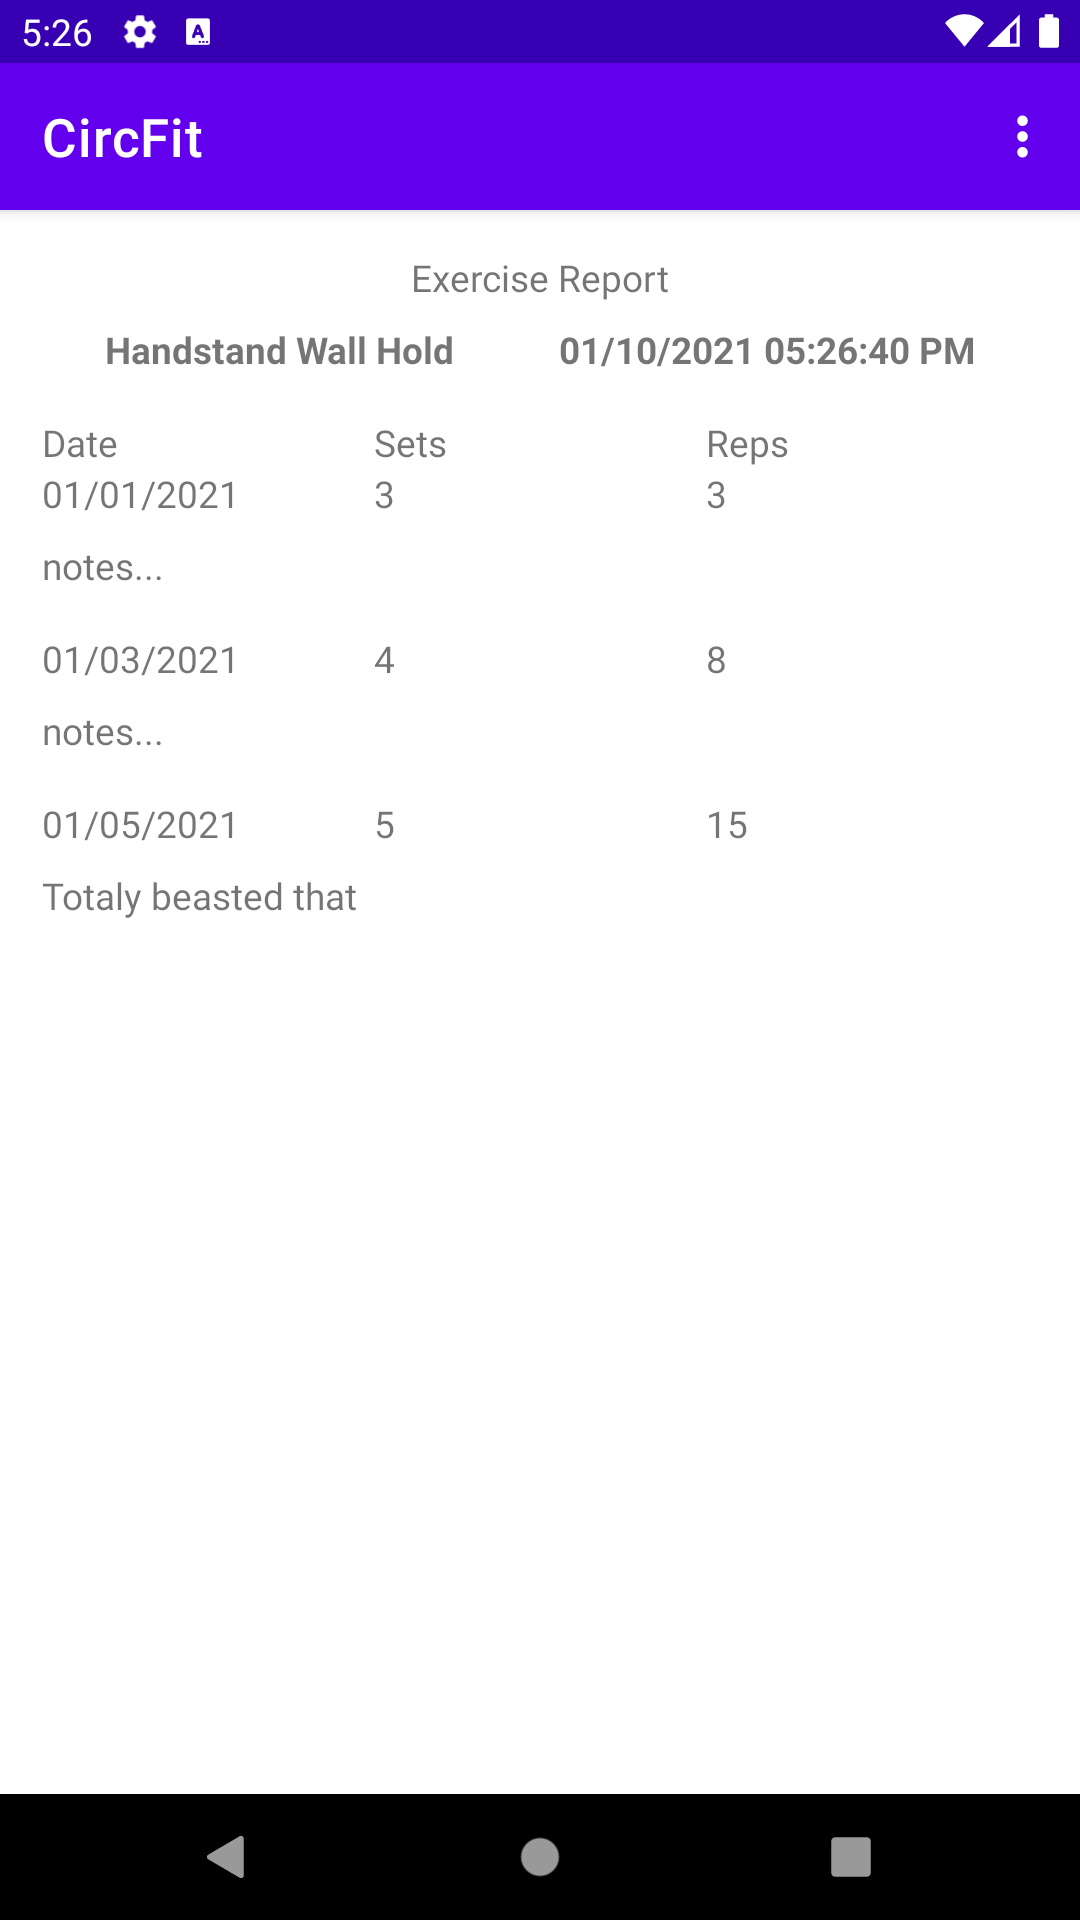 5:26
CircFit
Exercise Report
Handstand Wall Hold 01/10/2021 05:26:40 PM
Date Sets Reps
01/01/2021 3 3
notes...
01/03/2021 4 8
notes...
01/05/2021 5 15
Totaly beasted that